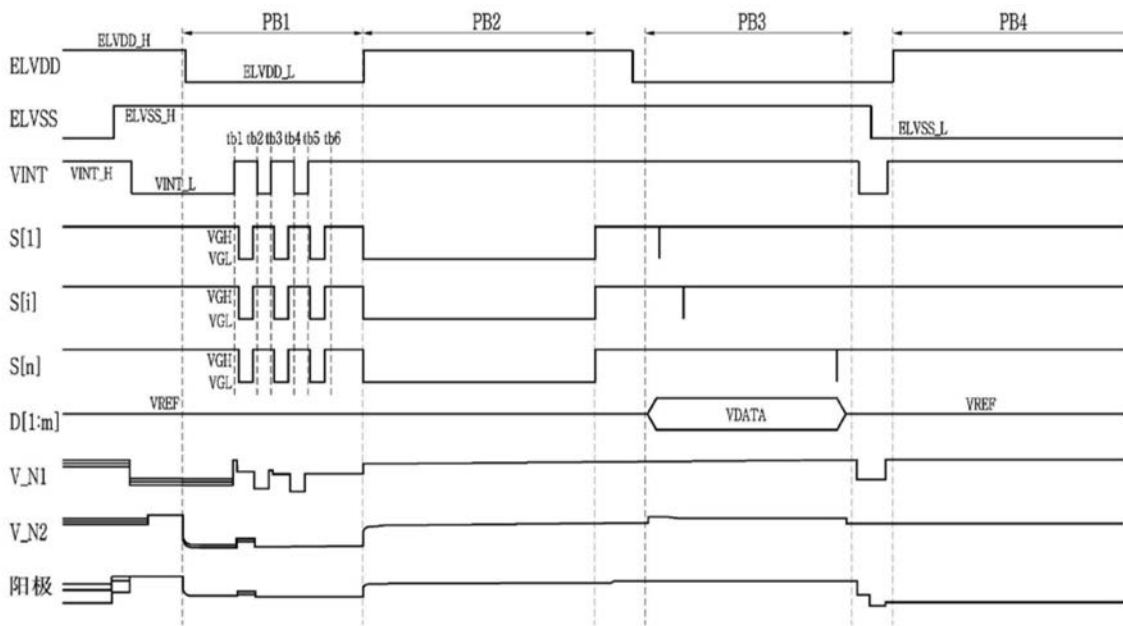 PB1 PB2 PB3 PB4
ELVDD ELVDD_H ELVDD_L
ELVSS ELVSS_H ELVSS_L
tb1 tb2 tb3 tb4 tb5 tb6
VINT VINT_H VINT_L
S[1] VGH
VGL
S[i] VGH
VGL
S[n] VGH
VGL
D[1:m] VREF VDATA VREF
V_N1
V_N2
阳极